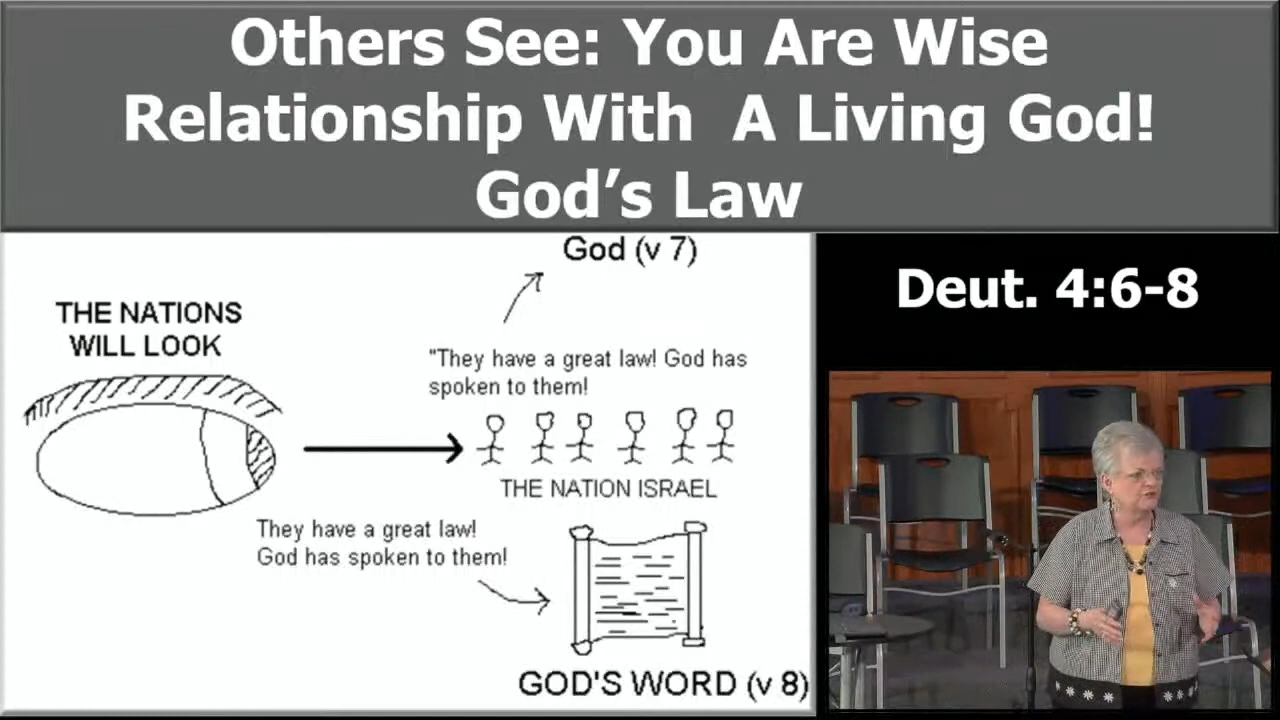 Others See: You Are Wise
Relationship With A Living God!
God's Law
God (v 7)
Deut. 4:6-8
THE NATIONS
WILL LOOK
"They have a great law! God has
spoken to them!
THE NATION ISRAEL
They have a great law!
God has spoken to them!
GOD'S WORD (v 8)